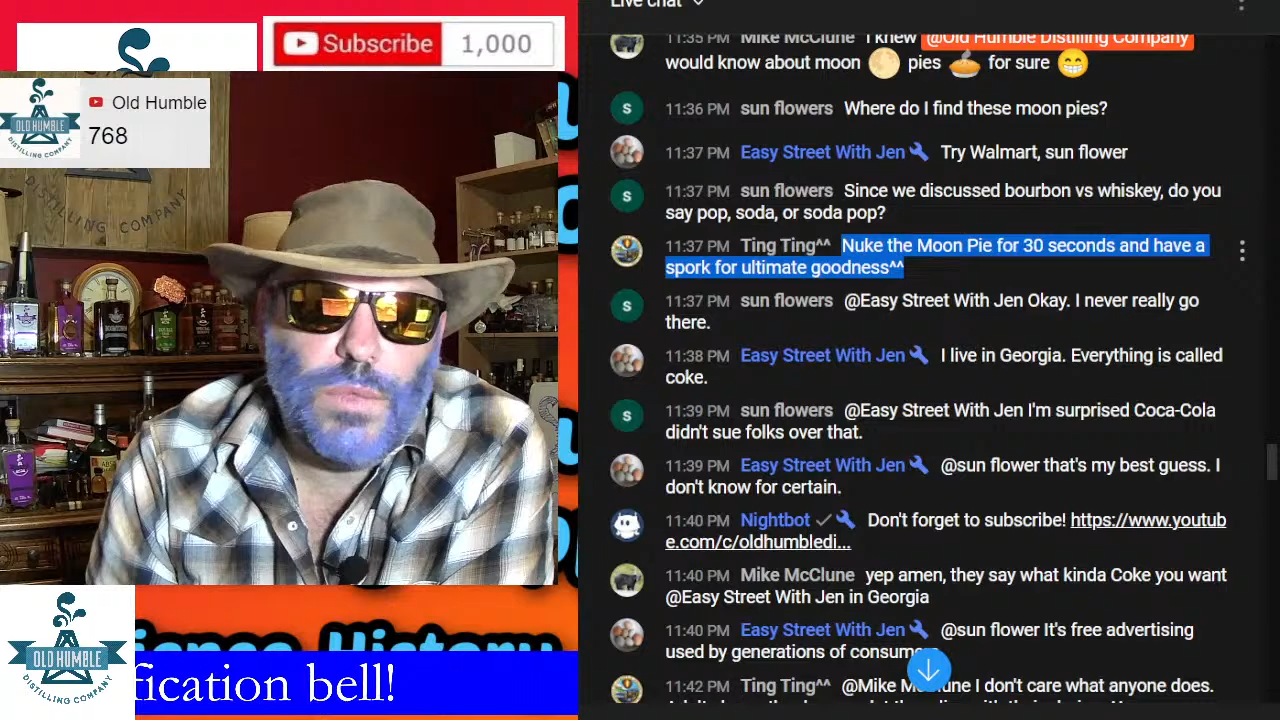 Subscribe 1,000
Old Humble
768
OLD HUMBLE
DISTILLING COMPANY
DISTILLING COMPANY
OLD HUMBLE
DISTILLING COMPANY
ience History
fication bell!
Live chat
11:35 PM Mike McClune I knew @Old Humble Distilling Company
would know about moon 🌕 pies 🥧 for sure 😁
S 11:36 PM sun flowers Where do I find these moon pies?
11:37 PM Easy Street With Jen Try Walmart, sun flower
S 11:37 PM sun flowers Since we discussed bourbon vs whiskey, do you
say pop, soda, or soda pop?
11:37 PM Ting Ting^^ Nuke the Moon Pie for 30 seconds and have a
spork for ultimate goodness^^
S 11:37 PM sun flowers @Easy Street With Jen Okay. I never really go
there.
11:38 PM Easy Street With Jen I live in Georgia. Everything is called
coke.
S 11:39 PM sun flowers @Easy Street With Jen I'm surprised Coca-Cola
didn't sue folks over that.
11:39 PM Easy Street With Jen @sun flower that's my best guess. I
don't know for certain.
11:40 PM Nightbot Don't forget to subscribe! https://www.youtub
e.com/c/oldhumbledi...
11:40 PM Mike McClune yep amen, they say what kinda Coke you want
@Easy Street With Jen in Georgia
11:40 PM Easy Street With Jen @sun flower It's free advertising
used by generations of consumers
11:42 PM Ting Ting^^ @Mike McClune I don't care what anyone does.